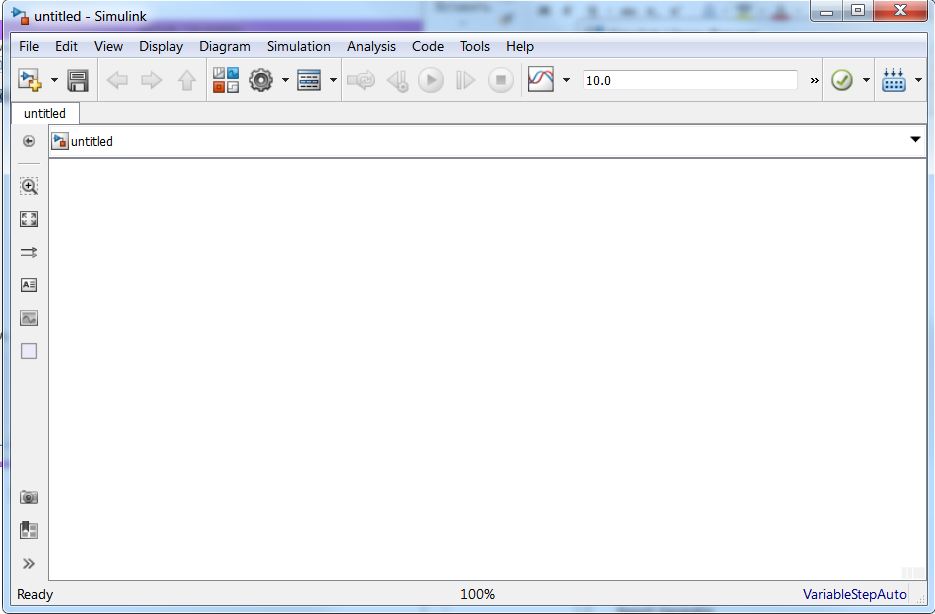 untitled - Simulink
File Edit View Display Diagram Simulation Analysis Code Tools Help
10.0 »
untitled
untitled
A
Ready 100% VariableStepAuto